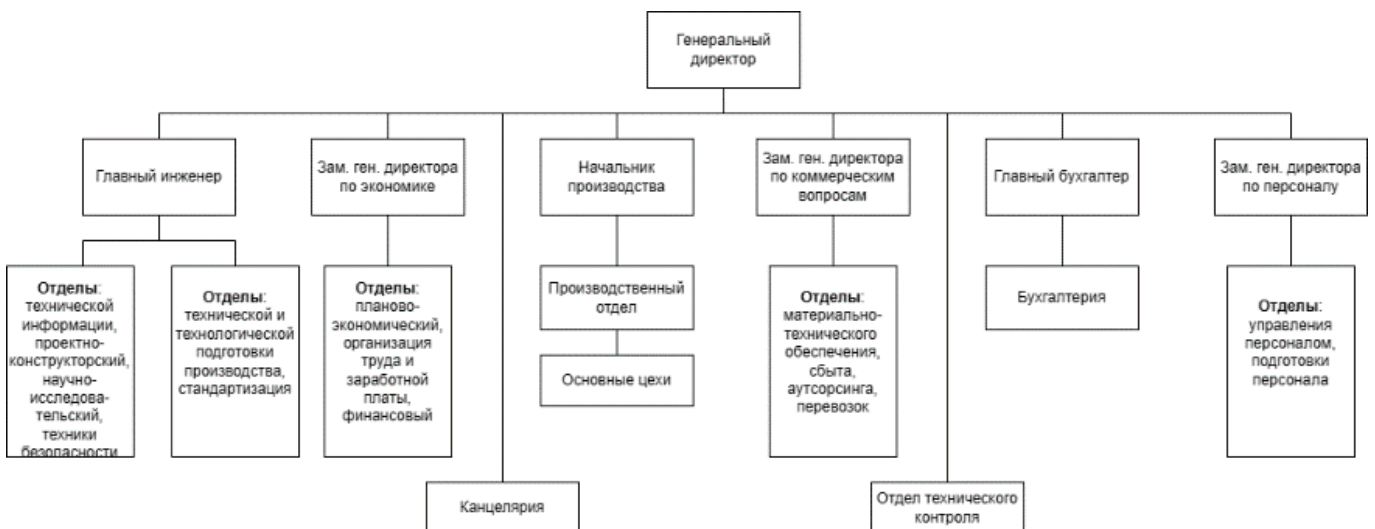 Генеральный
директор
Главный инженер
Зам. ген. директора
по экономике
Начальник
производства
Зам. ген. директора
по коммерческим
вопросам
Главный бухгалтер
Зам. ген. директора
по персоналу
Отделы:
технической
информации,
проектно-
конструкторский,
научно-
исследова-
тельский,
техники
безопасности
Отделы:
технической и
технологической
подготовки
производства,
стандартизация
Отделы:
планово-
экономический,
организация
труда и
заработной
платы,
финансовый
Производственный
отдел
Основные цехи
Отделы:
материально-
технического
обеспечения,
сбыта,
аутсорсинга,
перевозок
Бухгалтерия
Отделы:
управления
персоналом,
подготовки
персонала
Канцелярия
Отдел технического
контроля